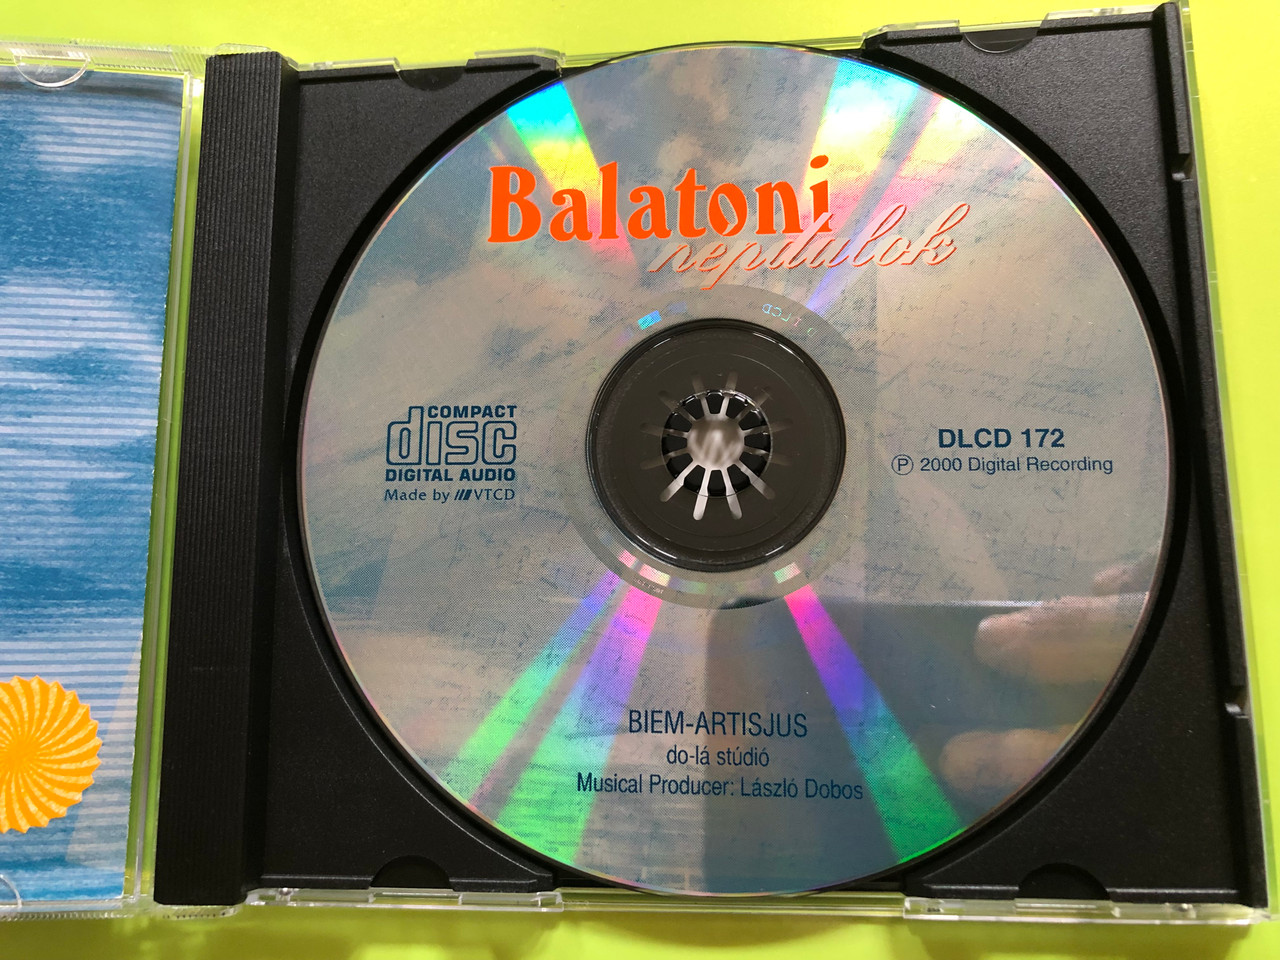 Balatoni
népdalok
COMPACT
disc
DIGITAL AUDIO
Made by VTCD
DLCD 172
Ⓟ 2000 Digital Recording
BIEM-ARTISJUS
do-lá stúdió
Musical Producer: László Dobos